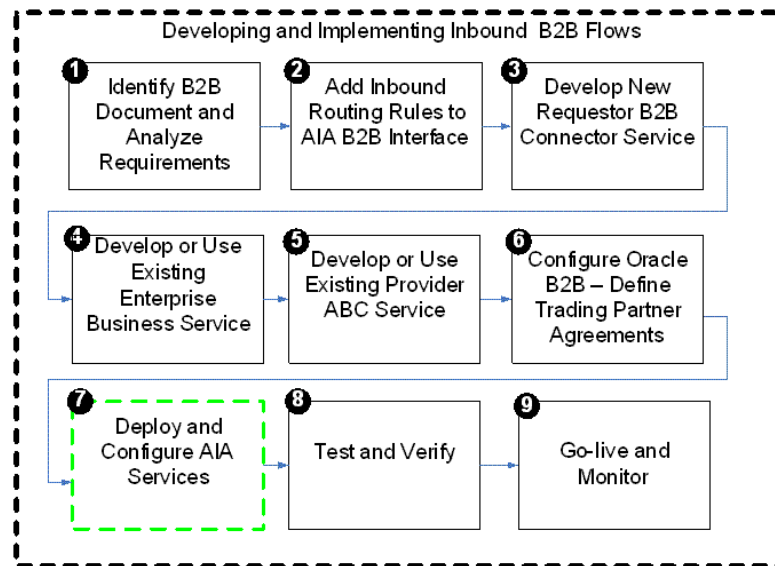 Developing and Implementing Inbound B2B Flows
1
Identify B2B
Document and
Analyze
Requirements
2
Add Inbound
Routing Rules to
AIA B2B Interface
3
Develop New
Requestor B2B
Connector Service
4
Develop or Use
Existing
Enterprise
Business Service
5
Develop or Use
Existing Provider
ABC Service
6
Configure Oracle
B2B – Define
Trading Partner
Agreements
7
Deploy and
Configure AIA
Services
8
Test and Verify
9
Go-live and
Monitor